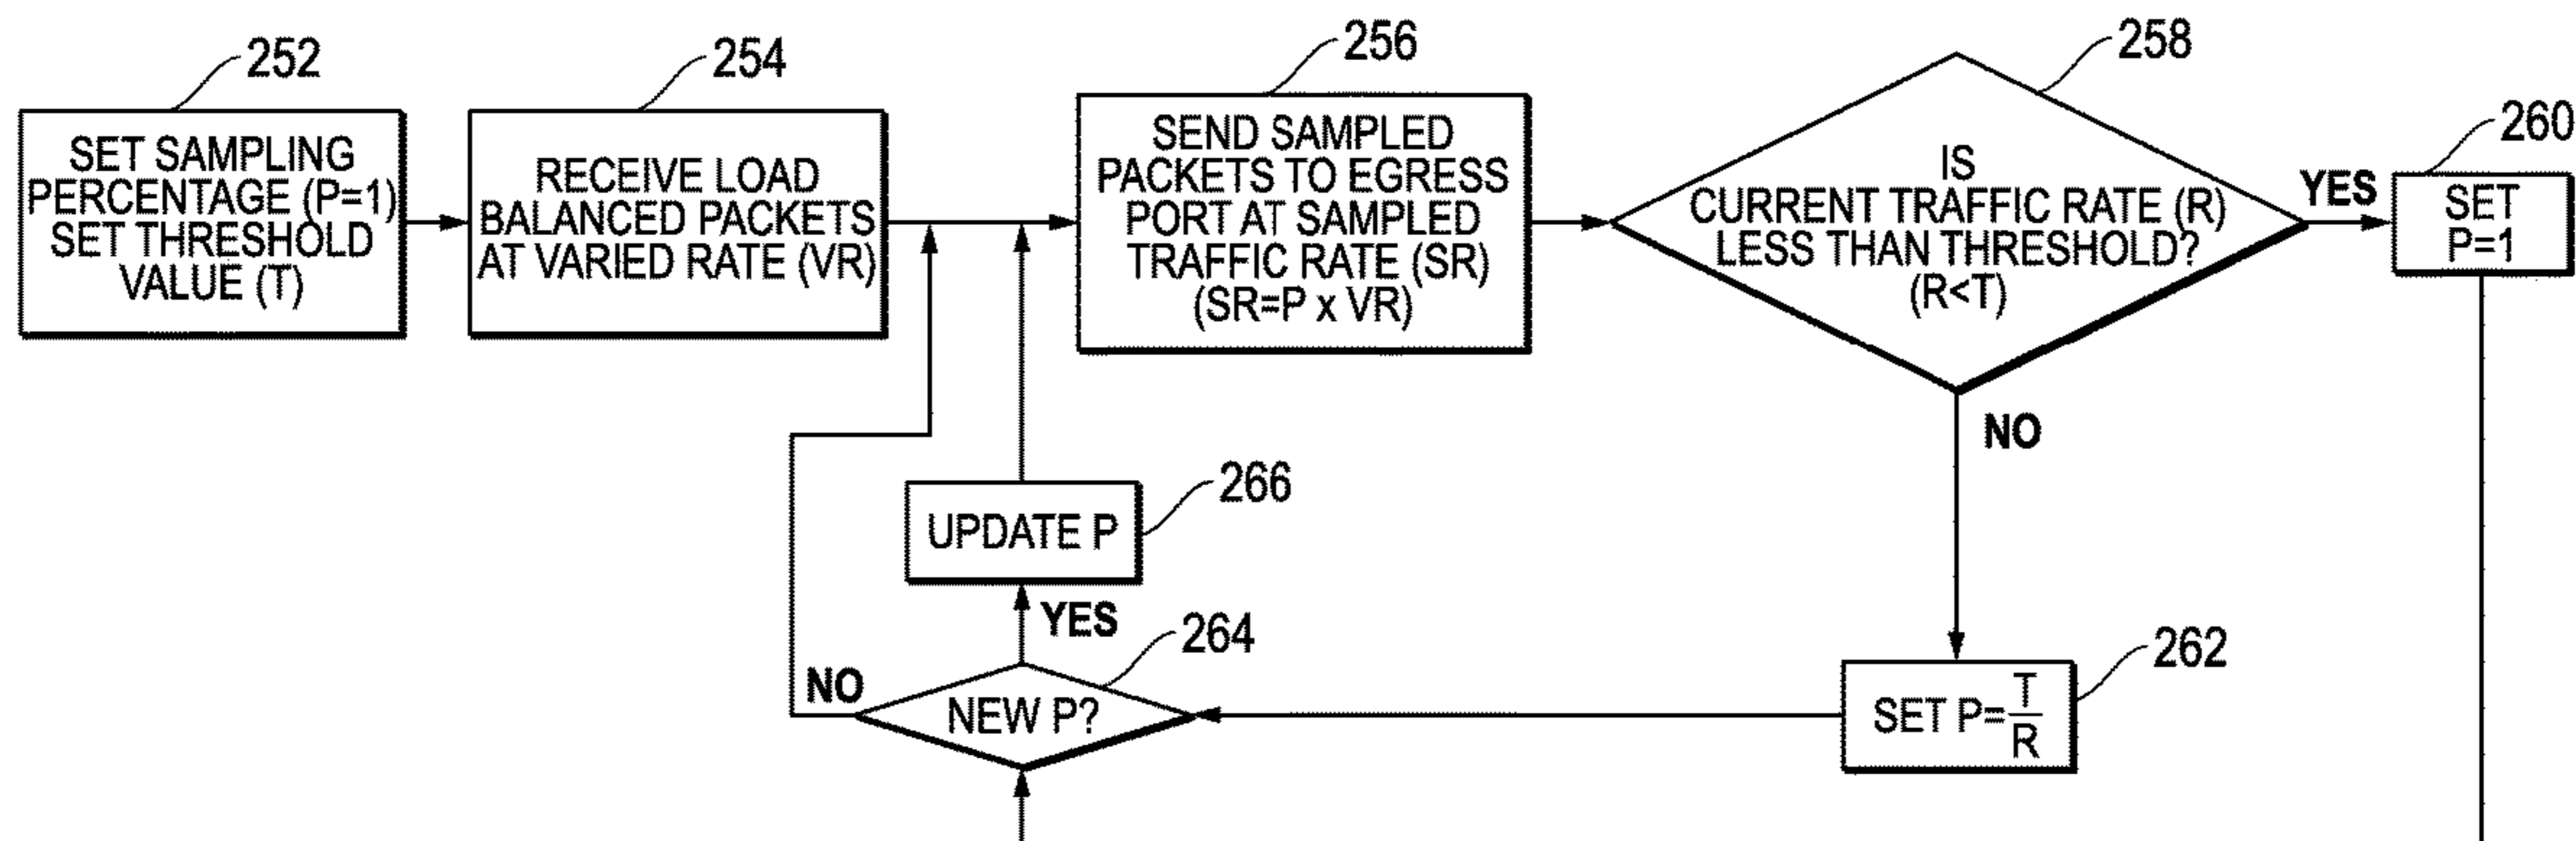 252
SET SAMPLING
PERCENTAGE (P=1)
SET THRESHOLD
VALUE (T)
254
RECEIVE LOAD
BALANCED PACKETS
AT VARIED RATE (VR)
256
SEND SAMPLED
PACKETS TO EGRESS
PORT AT SAMPLED
TRAFFIC RATE (SR)
(SR=P x VR)
258
IS
CURRENT TRAFFIC RATE (R)
LESS THAN THRESHOLD?
(R<T)
YES
260
SET
P=1
NO
262
SET P=T/R
264
NEW P?
NO
YES
266
UPDATE P